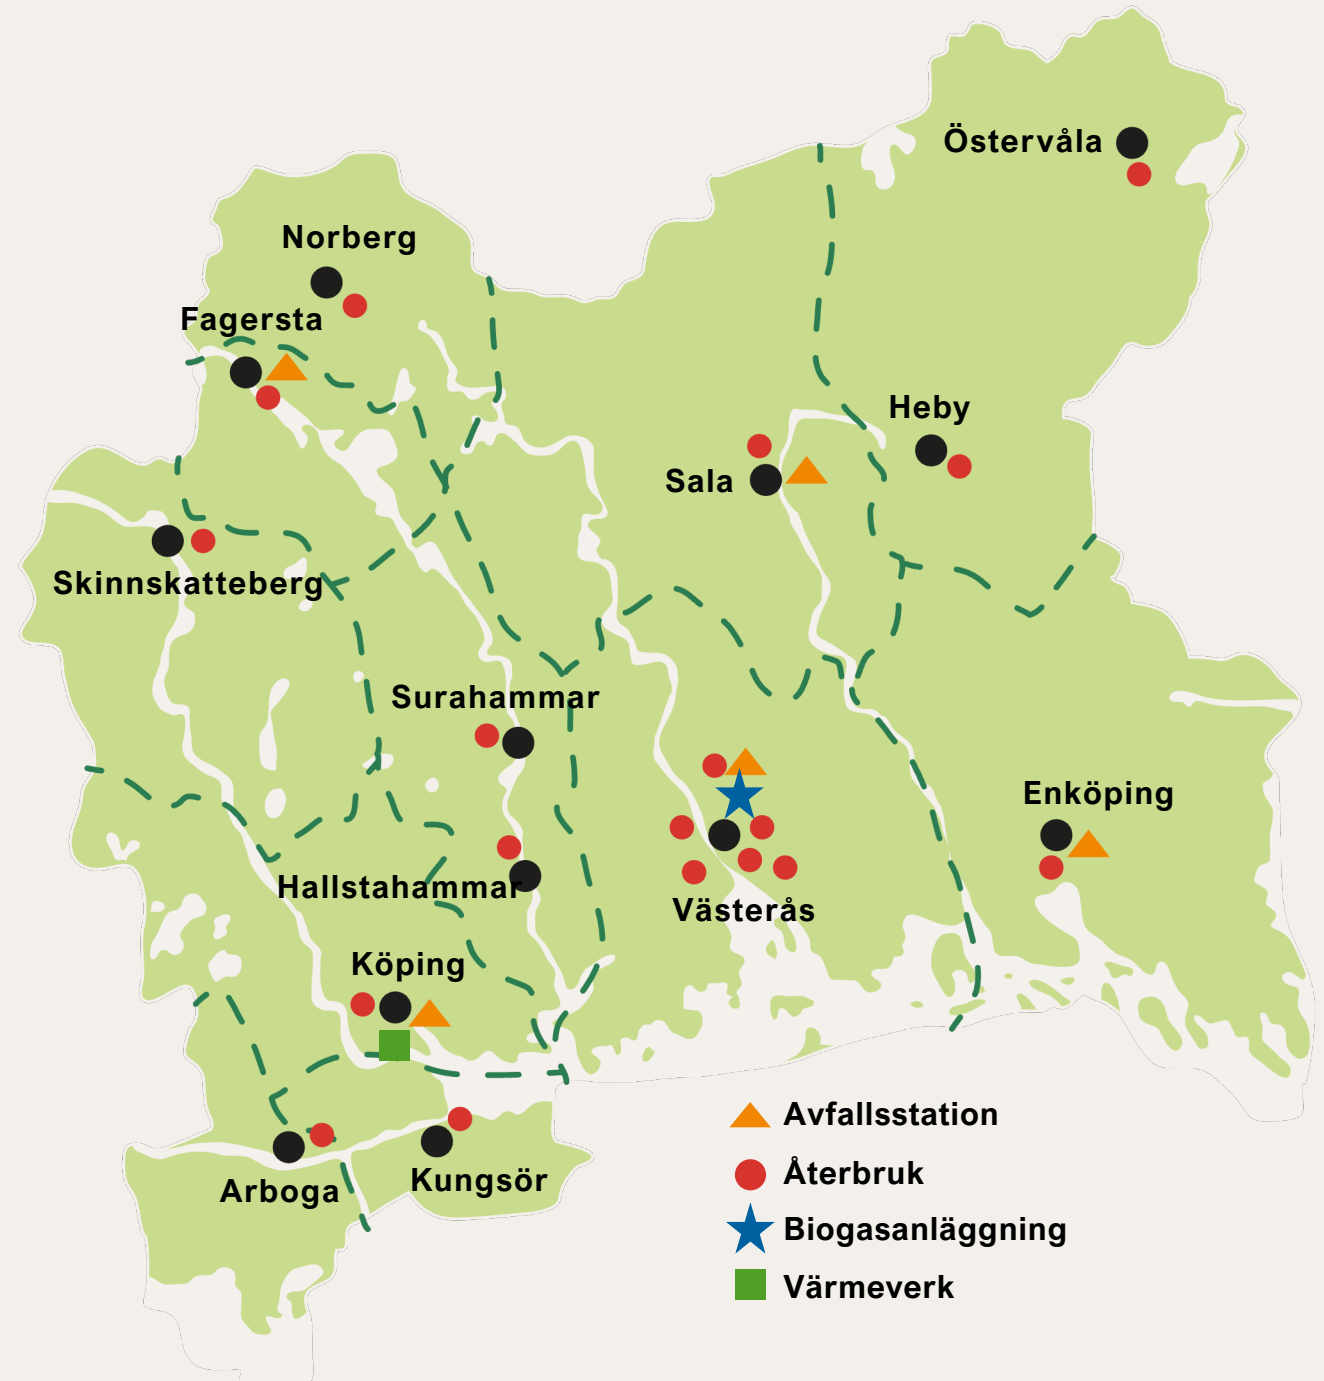 Östervåla
Norberg
Fagersta
Heby
Sala
Skinnskatteberg
Surahammar
Enköping
Hallstahammar
Västerås
Köping
Arboga
Kungsör
Avfallsstation
Återbruk
Biogasanläggning
Värmeverk